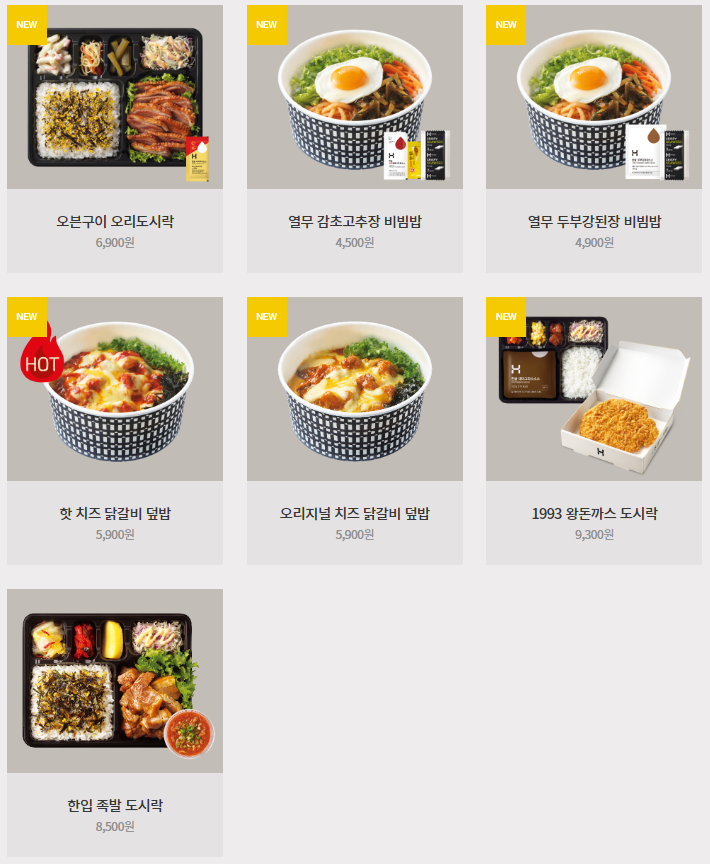 NEW
오븐구이 오리도시락
6,900원
NEW
열무 감초고추장 비빔밥
4,500원
NEW
열무 두부강된장 비빔밥
4,900원
NEW
HOT
핫 치즈 닭갈비 덮밥
5,900원
NEW
오리지널 치즈 닭갈비 덮밥
5,900원
NEW
1993 왕돈까스 도시락
9,300원
한입 족발 도시락
8,500원